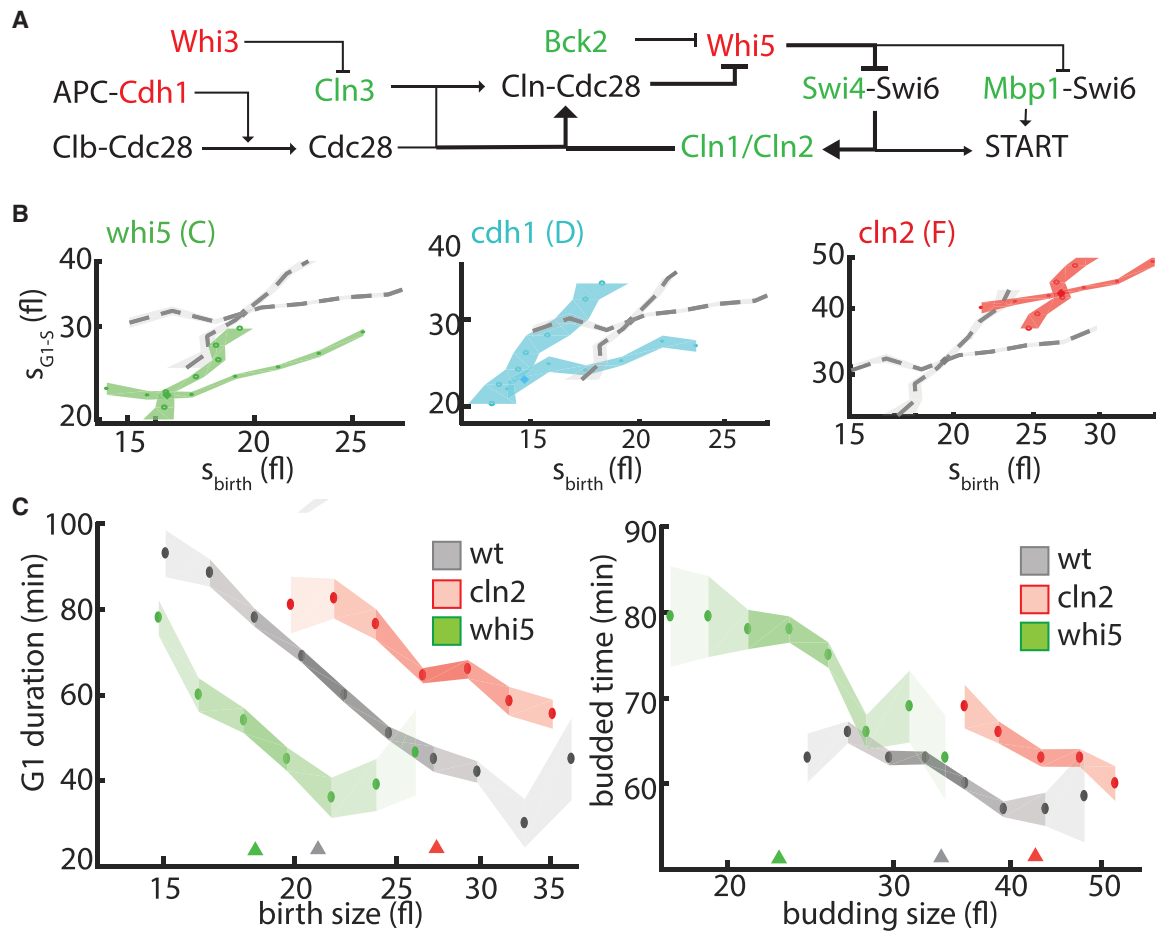 A
Whi3 Bck2 Whi5
APC-Cdh1 Cln3 Cln-Cdc28 Swi4-Swi6 Mbp1-Swi6
Clb-Cdc28 Cdc28 Cln1/Cln2 START
B
whi5 (C) cdh1 (D) cln2 (F)
s_G1-S (fl)
40 30 20
15 20 25
s_birth (fl)
40 30 20
15 20 25
s_birth (fl)
50 40 30
15 20 25 30
s_birth (fl)
C
G1 duration (min)
100 80 60 40 20
wt
cln2
whi5
15 20 25 30 35
birth size (fl)
budded time (min)
90 80 70 60
wt
cln2
whi5
20 30 40 50
budding size (fl)